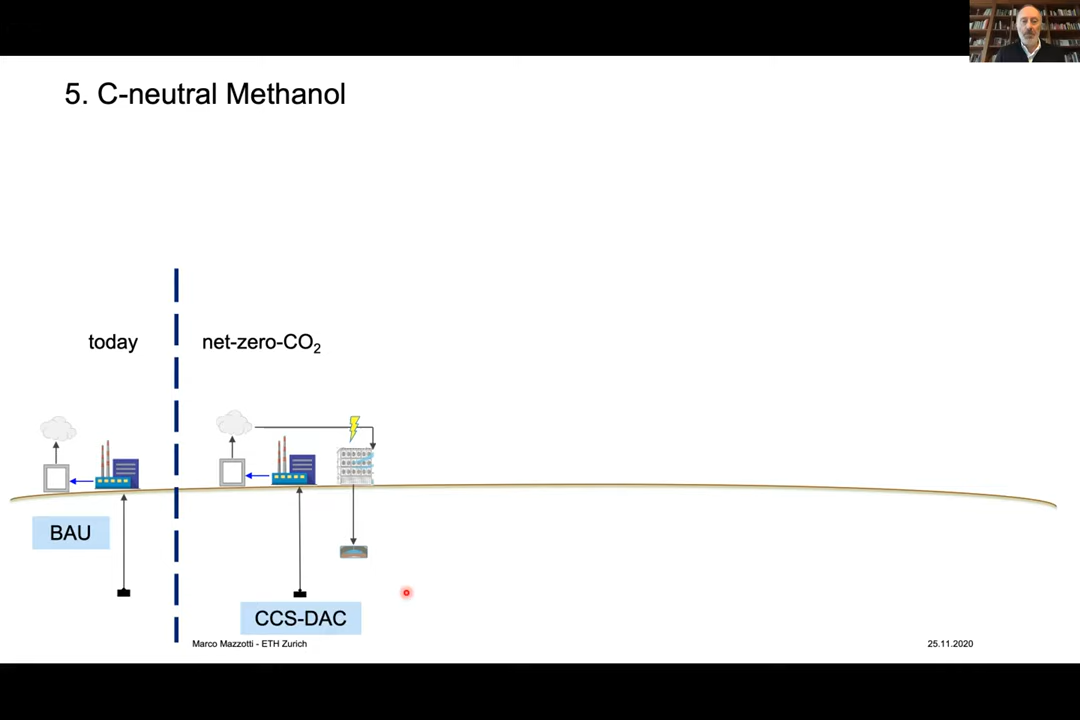 5. C-neutral Methanol
today
net-zero-CO₂
BAU
CCS-DAC
Marco Mazzotti - ETH Zurich
25.11.2020